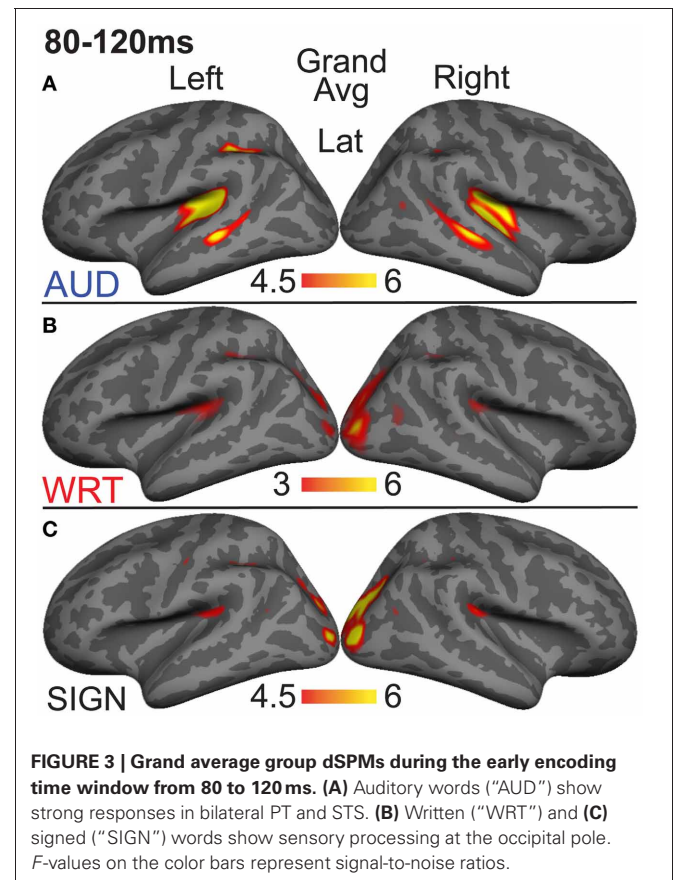 80-120ms
A
Left
Grand
Avg
Right
Lat
AUD
4.5 6
B
WRT
3 6
C
SIGN
4.5 6
FIGURE 3 | Grand average group dSPMs during the early encoding
time window from 80 to 120 ms. (A) Auditory words (“AUD”) show
strong responses in bilateral PT and STS. (B) Written (“WRT”) and (C)
signed (“SIGN”) words show sensory processing at the occipital pole.
F-values on the color bars represent signal-to-noise ratios.